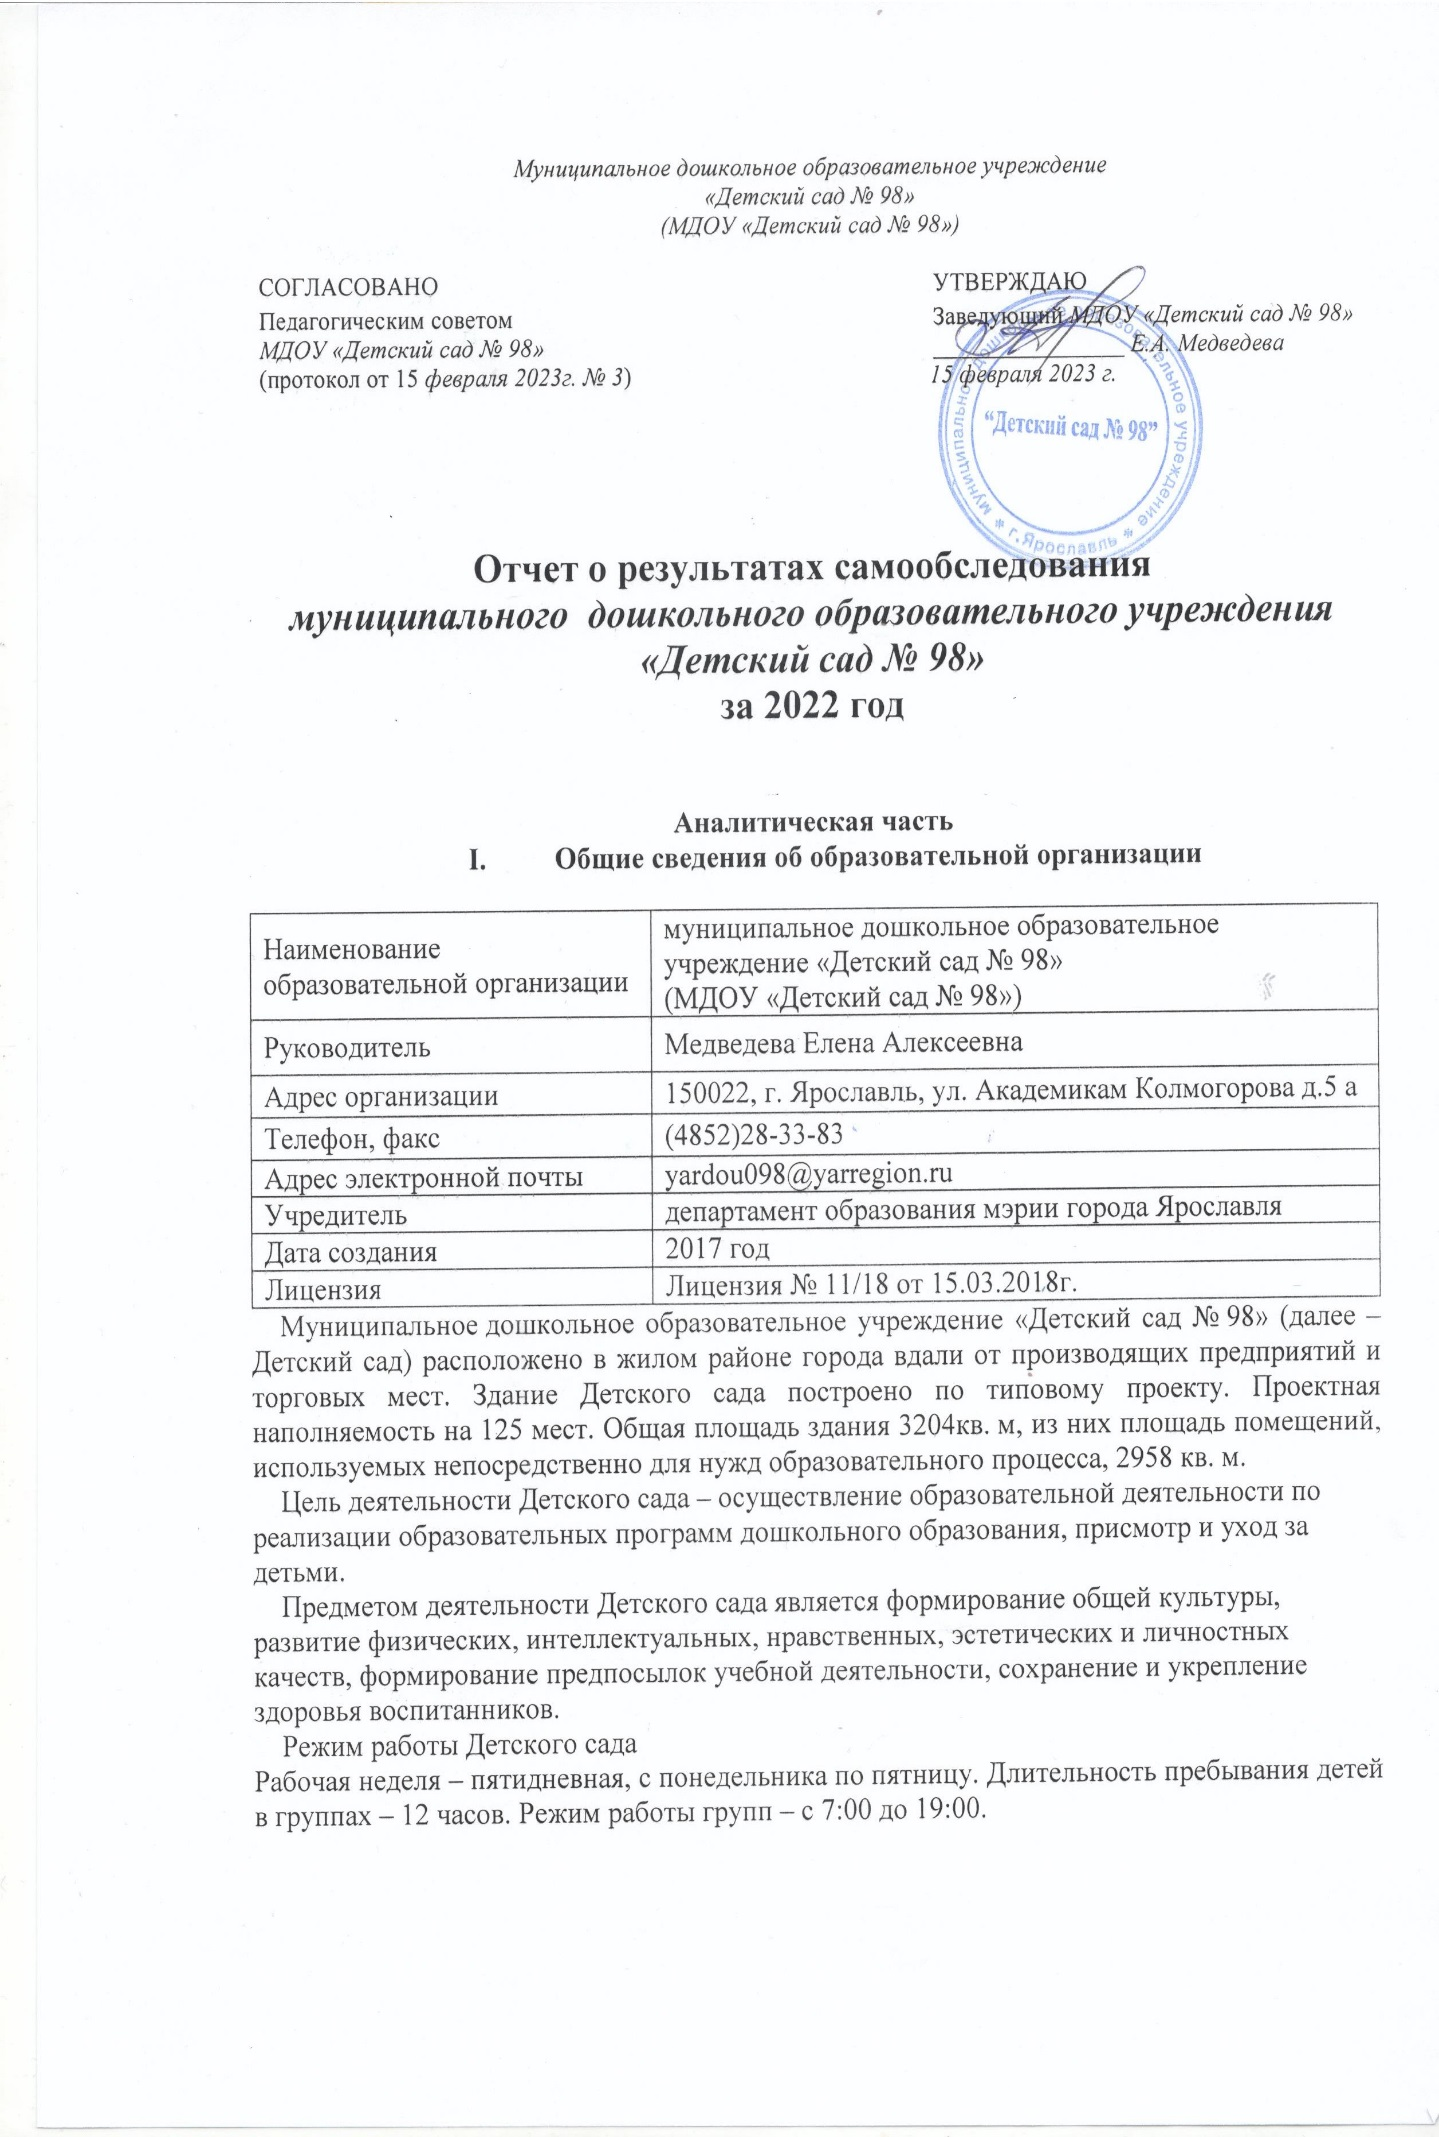 Муниципальное дошкольное образовательное учреждение
«Детский сад № 98»
(МДОУ «Детский сад № 98»)
СОГЛАСОВАНО
Педагогическим советом
МДОУ «Детский сад № 98»
(протокол от 15 февраля 2023г. № 3)
УТВЕРЖДАЮ
Заведующий МДОУ «Детский сад № 98»
Е.А. Медведева
15 февраля 2023 г.
муниципальное дошкольное образовательное учреждение * г.Ярославль *
“Детский сад № 98”
Отчет о результатах самообследования
муниципального дошкольного образовательного учреждения
«Детский сад № 98»
за 2022 год
Аналитическая часть
I. Общие сведения об образовательной организации
Наименование
образовательной организации
муниципальное дошкольное образовательное
учреждение «Детский сад № 98»
(МДОУ «Детский сад № 98»)
Руководитель
Медведева Елена Алексеевна
Адрес организации
150022, г. Ярославль, ул. Академикам Колмогорова д.5 а
Телефон, факс
(4852)28-33-83
Адрес электронной почты
yardou098@yarregion.ru
Учредитель
департамент образования мэрии города Ярославля
Дата создания
2017 год
Лицензия
Лицензия № 11/18 от 15.03.2018г.
Муниципальное дошкольное образовательное учреждение «Детский сад № 98» (далее –
Детский сад) расположено в жилом районе города вдали от производящих предприятий и
торговых мест. Здание Детского сада построено по типовому проекту. Проектная
наполняемость на 125 мест. Общая площадь здания 3204кв. м, из них площадь помещений,
используемых непосредственно для нужд образовательного процесса, 2958 кв. м.
Цель деятельности Детского сада – осуществление образовательной деятельности по
реализации образовательных программ дошкольного образования, присмотр и уход за
детьми.
Предметом деятельности Детского сада является формирование общей культуры,
развитие физических, интеллектуальных, нравственных, эстетических и личностных
качеств, формирование предпосылок учебной деятельности, сохранение и укрепление
здоровья воспитанников.
Режим работы Детского сада
Рабочая неделя – пятидневная, с понедельника по пятницу. Длительность пребывания детей
в группах – 12 часов. Режим работы групп – с 7:00 до 19:00.